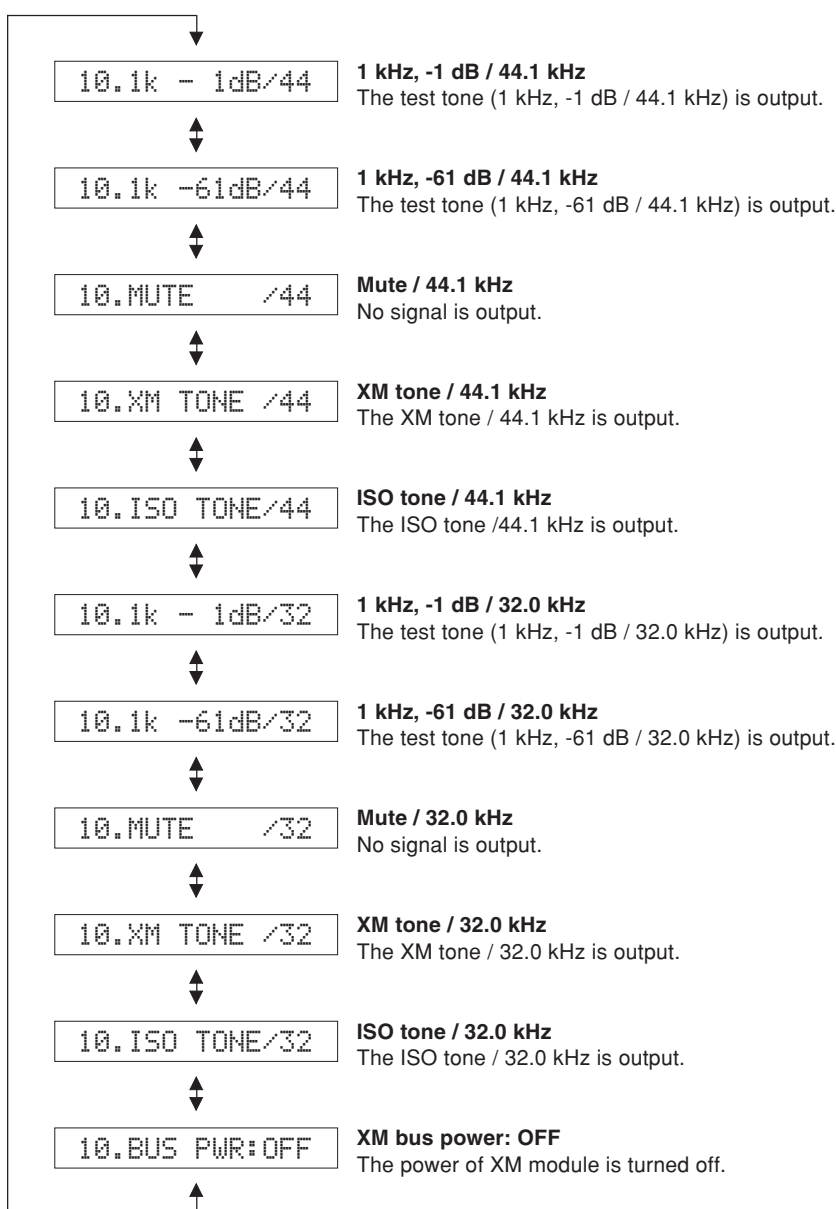 10.1k - 1dB/44
1 kHz, -1 dB / 44.1 kHz
The test tone (1 kHz, -1 dB / 44.1 kHz) is output.
10.1k -61dB/44
1 kHz, -61 dB / 44.1 kHz
The test tone (1 kHz, -61 dB / 44.1 kHz) is output.
10.MUTE /44
Mute / 44.1 kHz
No signal is output.
10.XM TONE /44
XM tone / 44.1 kHz
The XM tone / 44.1 kHz is output.
10.ISO TONE/44
ISO tone / 44.1 kHz
The ISO tone /44.1 kHz is output.
10.1k - 1dB/32
1 kHz, -1 dB / 32.0 kHz
The test tone (1 kHz, -1 dB / 32.0 kHz) is output.
10.1k -61dB/32
1 kHz, -61 dB / 32.0 kHz
The test tone (1 kHz, -61 dB / 32.0 kHz) is output.
10.MUTE /32
Mute / 32.0 kHz
No signal is output.
10.XM TONE /32
XM tone / 32.0 kHz
The XM tone / 32.0 kHz is output.
10.ISO TONE/32
ISO tone / 32.0 kHz
The ISO tone / 32.0 kHz is output.
10.BUS PWR:OFF
XM bus power: OFF
The power of XM module is turned off.